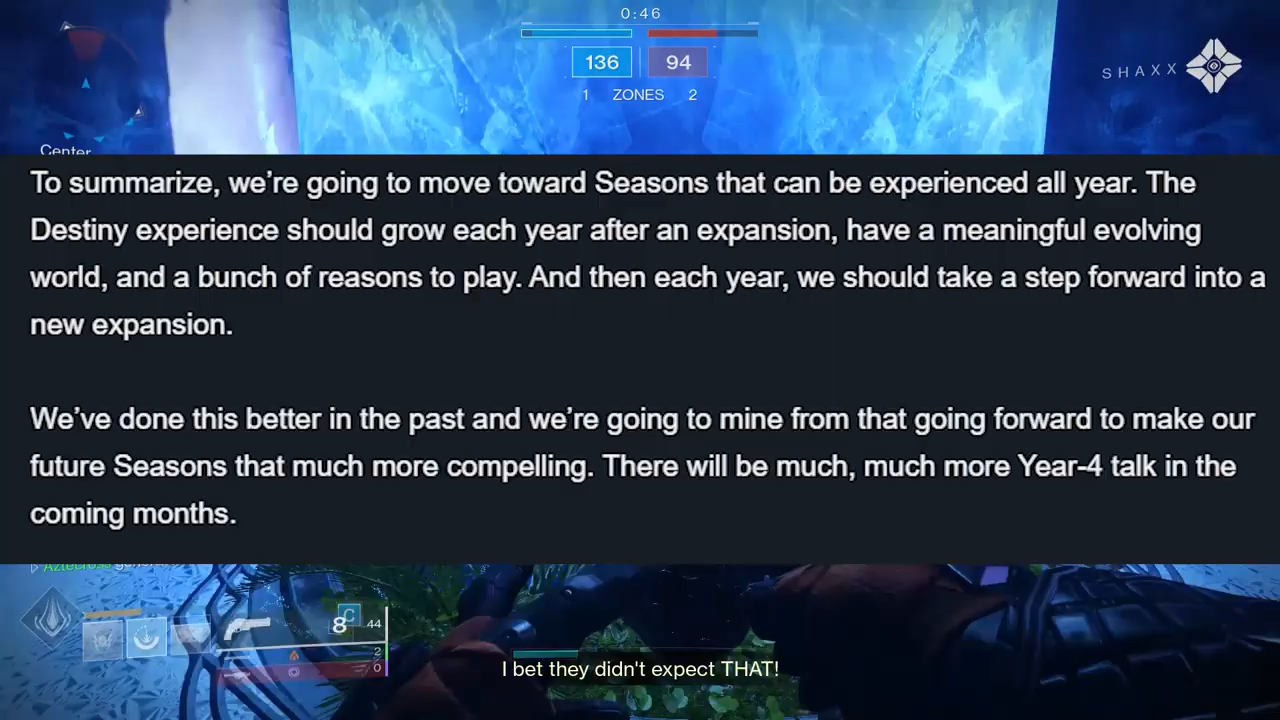 0:46
136 94
1 ZONES 2
SHAXX
Center
To summarize, we’re going to move toward Seasons that can be experienced all year. The
Destiny experience should grow each year after an expansion, have a meaningful evolving
world, and a bunch of reasons to play. And then each year, we should take a step forward into a
new expansion.
We’ve done this better in the past and we’re going to mine from that going forward to make our
future Seasons that much more compelling. There will be much, much more Year-4 talk in the
coming months.
Aztecross
C
8 44
2
0
I bet they didn't expect THAT!